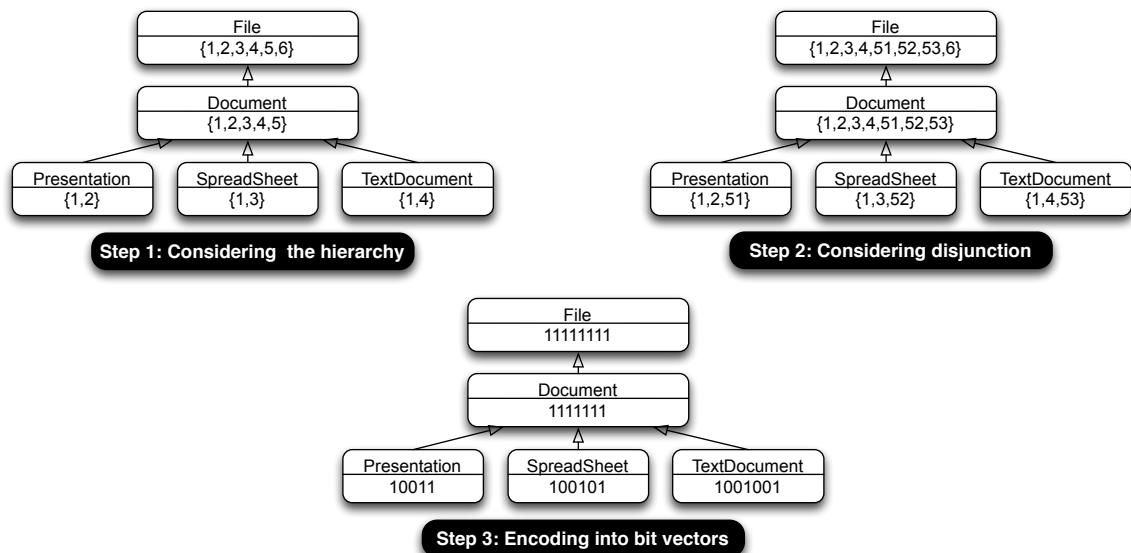 File
{1,2,3,4,5,6}
Document
{1,2,3,4,5}
Presentation
{1,2}
SpreadSheet
{1,3}
TextDocument
{1,4}
Step 1: Considering the hierarchy
File
{1,2,3,4,51,52,53,6}
Document
{1,2,3,4,51,52,53}
Presentation
{1,2,51}
SpreadSheet
{1,3,52}
TextDocument
{1,4,53}
Step 2: Considering disjunction
File
11111111
Document
1111111
Presentation
10011
SpreadSheet
100101
TextDocument
1001001
Step 3: Encoding into bit vectors